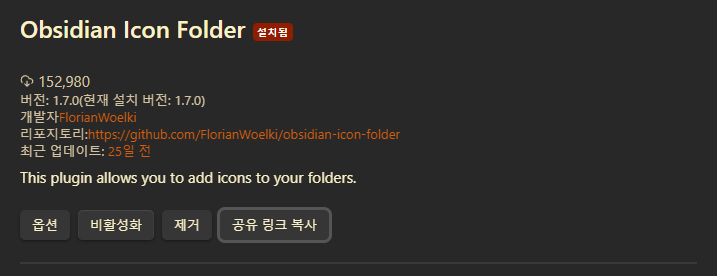 Obsidian Icon Folder 설치됨
152,980
버전: 1.7.0(현재 설치 버전: 1.7.0)
개발자FlorianWoelki
리포지토리:https://github.com/FlorianWoelki/obsidian-icon-folder
최근 업데이트: 25일 전
This plugin allows you to add icons to your folders.
옵션 비활성화 제거 공유 링크 복사